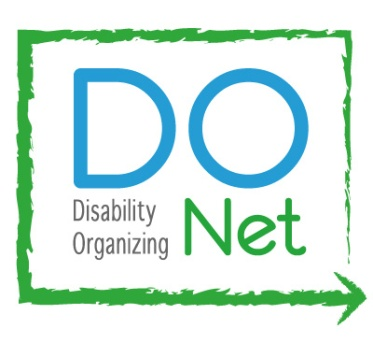 DO
Disability
Organizing
Net